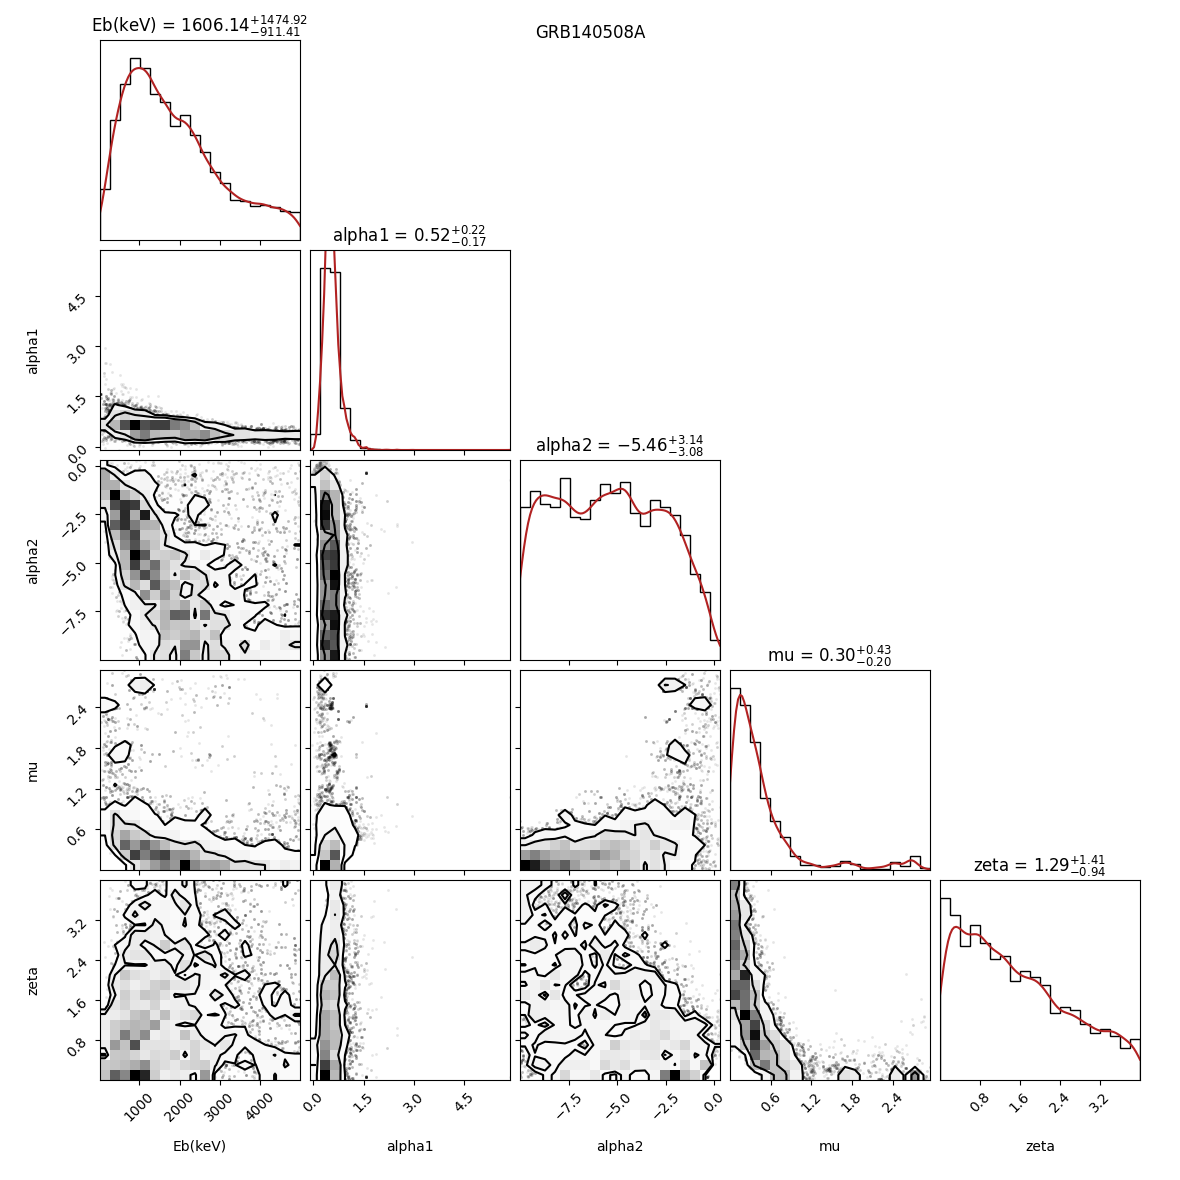 Eb(keV) = 1606.14+1474.92−911.41
GRB140508A
alpha1 = 0.52+0.22−0.17
alpha1
4.5
3.0
1.5
0.0
alpha2 = −5.46+3.14−3.08
alpha2
0.0
−2.5
−5.0
−7.5
mu = 0.30+0.43−0.20
mu
2.4
1.8
1.2
0.6
zeta = 1.29+1.41−0.94
zeta
3.2
2.4
1.6
0.8
1000 2000 3000 4000 0.0 1.5 3.0 4.5 −7.5 −5.0 −2.5 0.0 0.6 1.2 1.8 2.4 0.8 1.6 2.4 3.2
Eb(keV) alpha1 alpha2 mu zeta